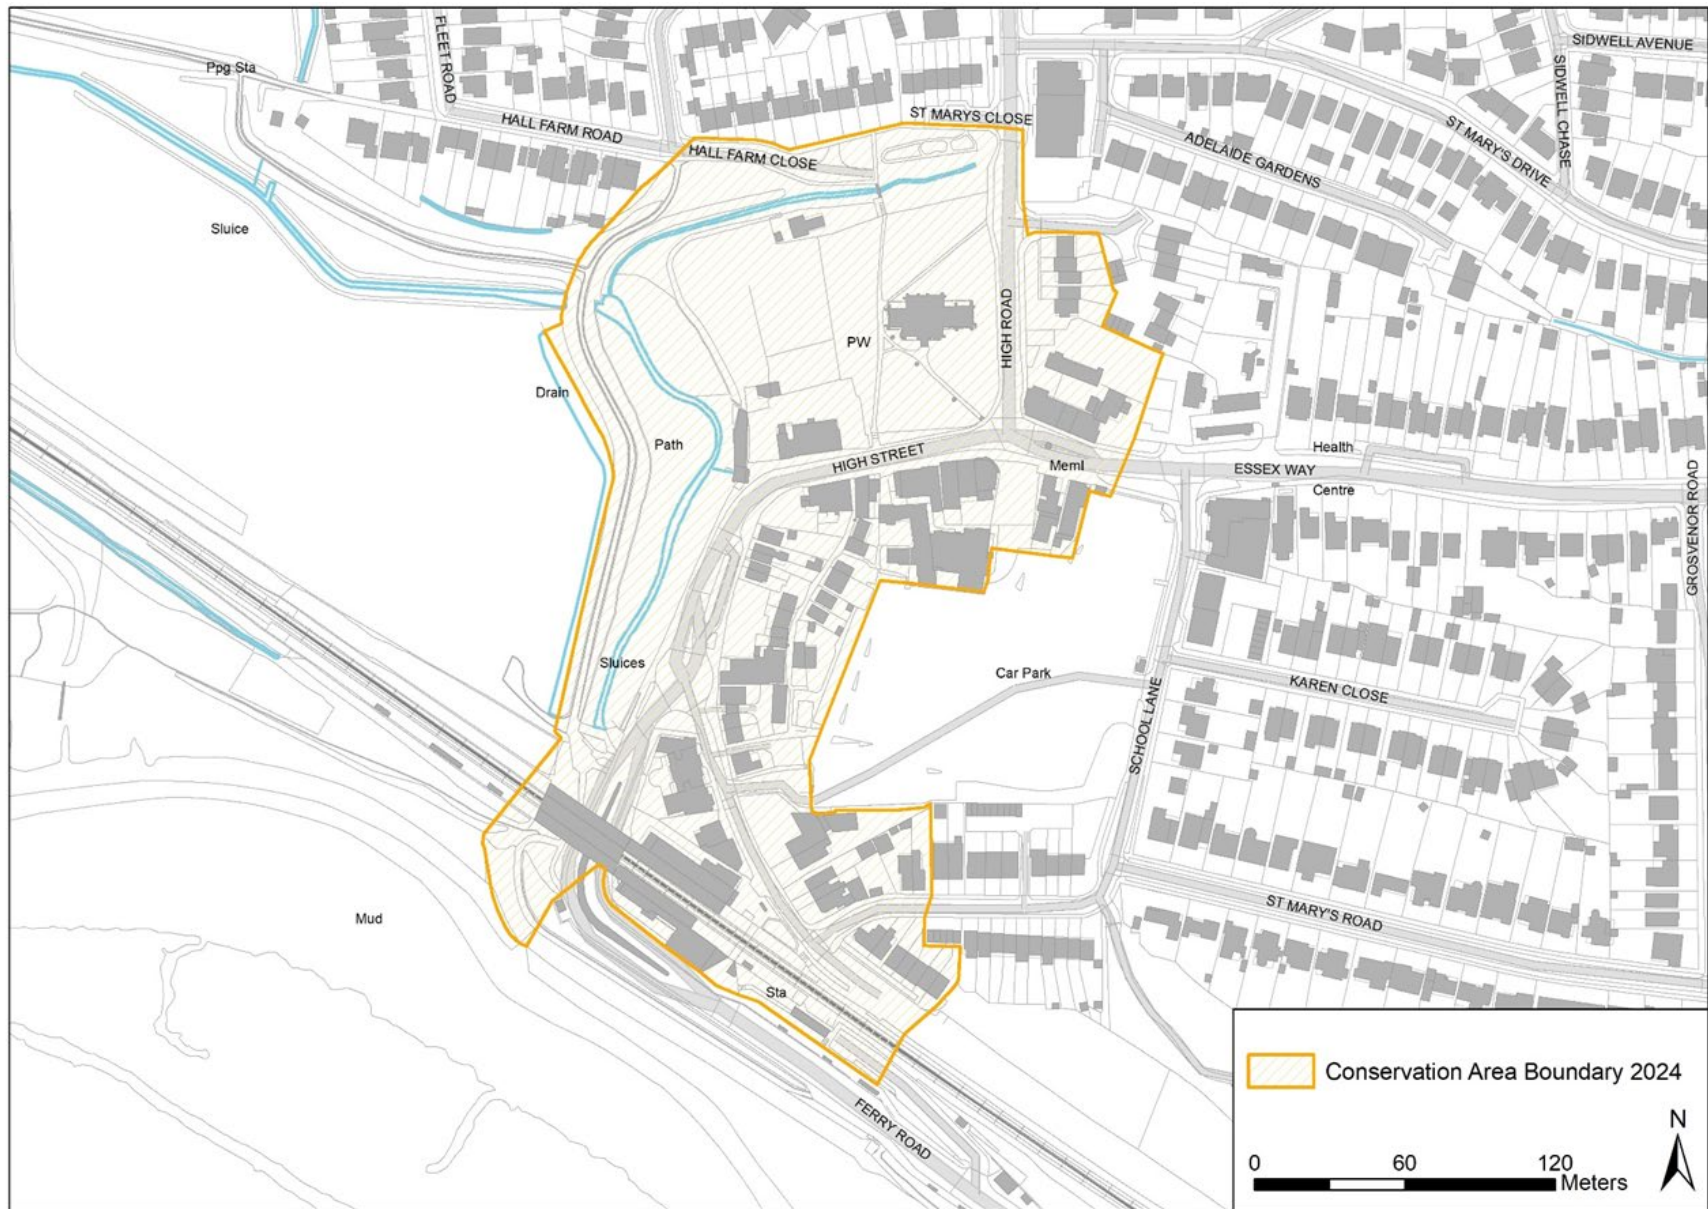 FLEET ROAD
SIDWELL AVENUE
Ppg Sta
SIDWELL CHASE
HALL FARM ROAD
ST MARYS CLOSE
ST MARY'S DRIVE
HALL FARM CLOSE
ADELAIDE GARDENS
Sluice
HIGH ROAD
PW
Drain
Path
HIGH STREET
Meml
Health
ESSEX WAY
Centre
GROSVENOR ROAD
Sluices
Car Park
KAREN CLOSE
SCHOOL LANE
Mud
ST MARY'S ROAD
Sta
FERRY ROAD
Conservation Area Boundary 2024
N
0 60 120
Meters